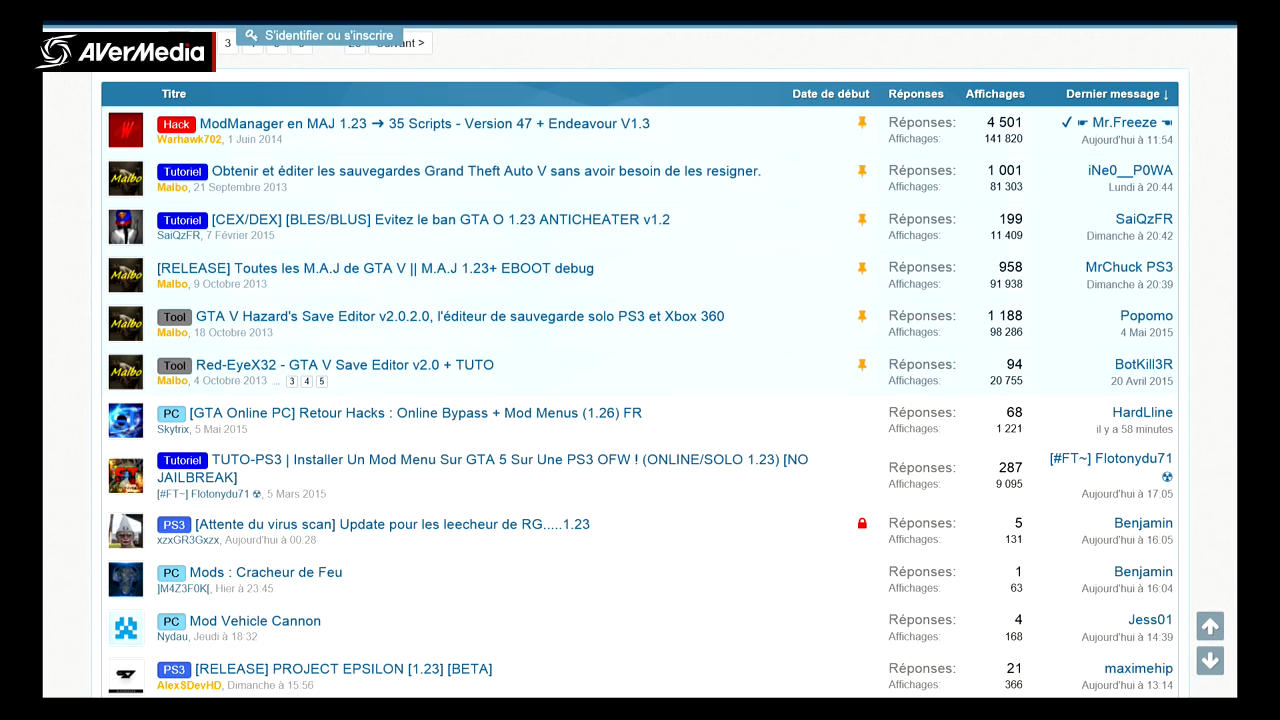 S'identifier ou s'inscrire
AVerMedia
3
Suivant >
Titre Date de début Réponses Affichages Dernier message ↓
Hack ModManager en MAJ 1.23 ➔ 35 Scripts - Version 47 + Endeavour V1.3 Réponses: 4 501 ✓ ☛ Mr.Freeze ☚
Warhawk702, 1 Juin 2014 Affichages: 141 820 Aujourd'hui à 11:54
Tutoriel Obtenir et éditer les sauvegardes Grand Theft Auto V sans avoir besoin de les resigner. Réponses: 1 001 iNe0__P0WA
Malbo, 21 Septembre 2013 Affichages: 81 303 Lundi à 20:44
Tutoriel [CEX/DEX] [BLES/BLUS] Evitez le ban GTA O 1.23 ANTICHEATER v1.2 Réponses: 199 SaiQzFR
SaiQzFR, 7 Février 2015 Affichages: 11 409 Dimanche à 20:42
[RELEASE] Toutes les M.A.J de GTA V || M.A.J 1.23+ EBOOT debug Réponses: 958 MrChuck PS3
Malbo, 9 Octobre 2013 Affichages: 91 938 Dimanche à 20:39
Tool GTA V Hazard's Save Editor v2.0.2.0, l'éditeur de sauvegarde solo PS3 et Xbox 360 Réponses: 1 188 Popomo
Malbo, 18 Octobre 2013 Affichages: 98 286 4 Mai 2015
Tool Red-EyeX32 - GTA V Save Editor v2.0 + TUTO Réponses: 94 BotKill3R
Malbo, 4 Octobre 2013 ... 3 4 5 Affichages: 20 755 20 Avril 2015
PC [GTA Online PC] Retour Hacks : Online Bypass + Mod Menus (1.26) FR Réponses: 68 HardLline
Skytrix, 5 Mai 2015 Affichages: 1 221 il y a 58 minutes
Tutoriel TUTO-PS3 | Installer Un Mod Menu Sur GTA 5 Sur Une PS3 OFW ! (ONLINE/SOLO 1.23) [NO Réponses: 287 [#FT~] Flotonydu71
JAILBREAK] Affichages: 9 095 ☢
[#FT~] Flotonydu71 ☢, 5 Mars 2015 Aujourd'hui à 17:05
PS3 [Attente du virus scan] Update pour les leecheur de RG.....1.23 Réponses: 5 Benjamin
xzxGR3Gxzx, Aujourd'hui à 00:28 Affichages: 131 Aujourd'hui à 16:05
PC Mods : Cracheur de Feu Réponses: 1 Benjamin
]M4Z3F0K[, Hier à 23:45 Affichages: 63 Aujourd'hui à 16:04
PC Mod Vehicle Cannon Réponses: 4 Jess01
Nydau, Jeudi à 18:32 Affichages: 168 Aujourd'hui à 14:39
PS3 [RELEASE] PROJECT EPSILON [1.23] [BETA] Réponses: 21 maximehip
AlexSDevHD, Dimanche à 15:56 Affichages: 366 Aujourd'hui à 13:14